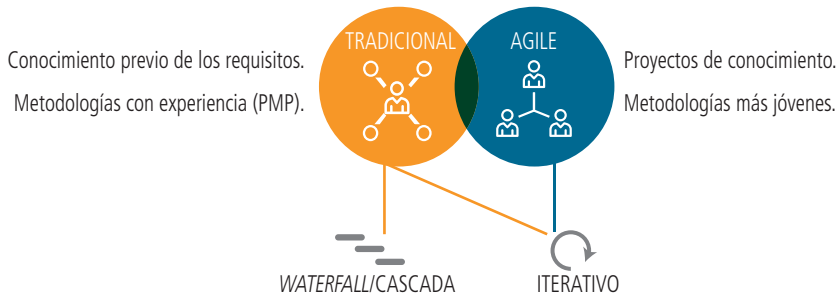 TRADICIONAL
AGILE
Conocimiento previo de los requisitos.
Metodologías con experiencia (PMP).
Proyectos de conocimiento.
Metodologías más jóvenes.
WATERFALL/CASCADA
ITERATIVO